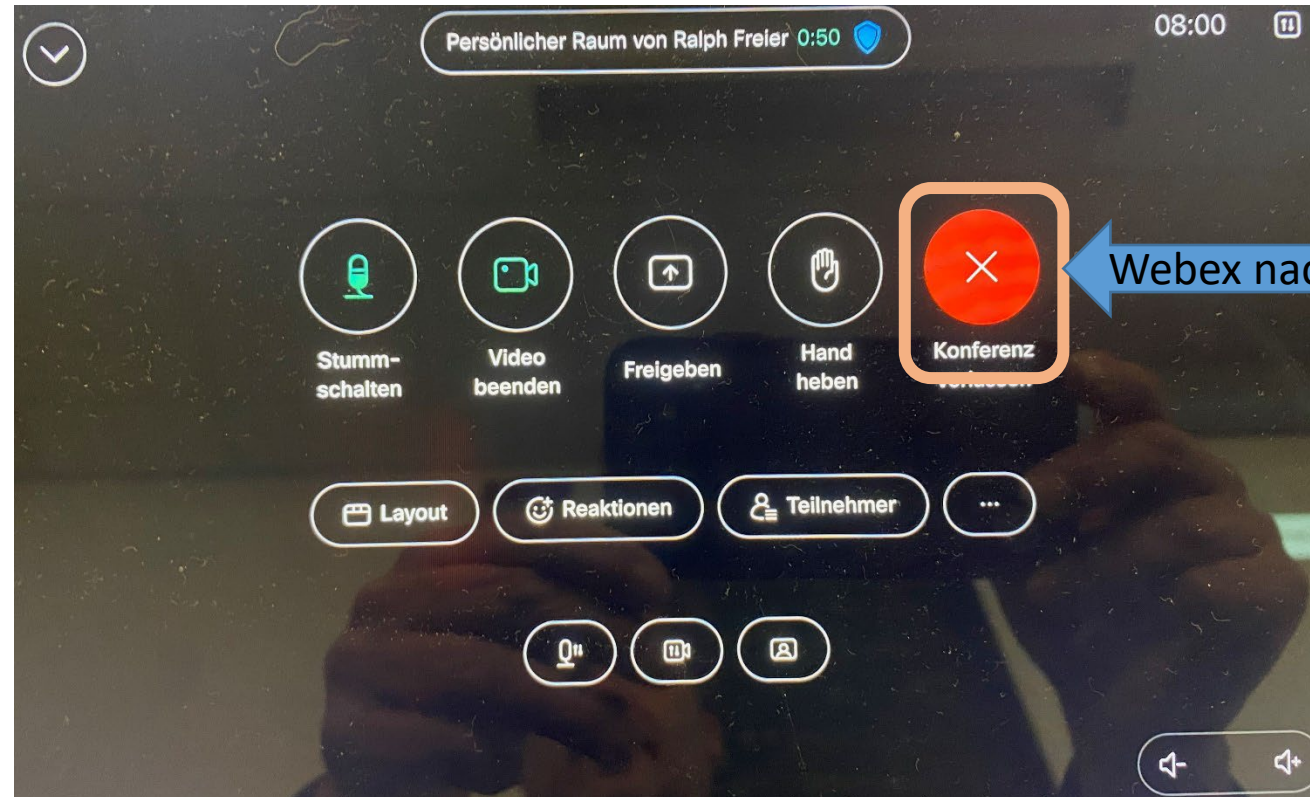 Persönlicher Raum von Ralph Freier 0:50
08:00
Webex
Stumm-
schalten
Video
beenden
Freigeben
Hand
heben
Konferenz
Layout
Reaktionen
Teilnehmer